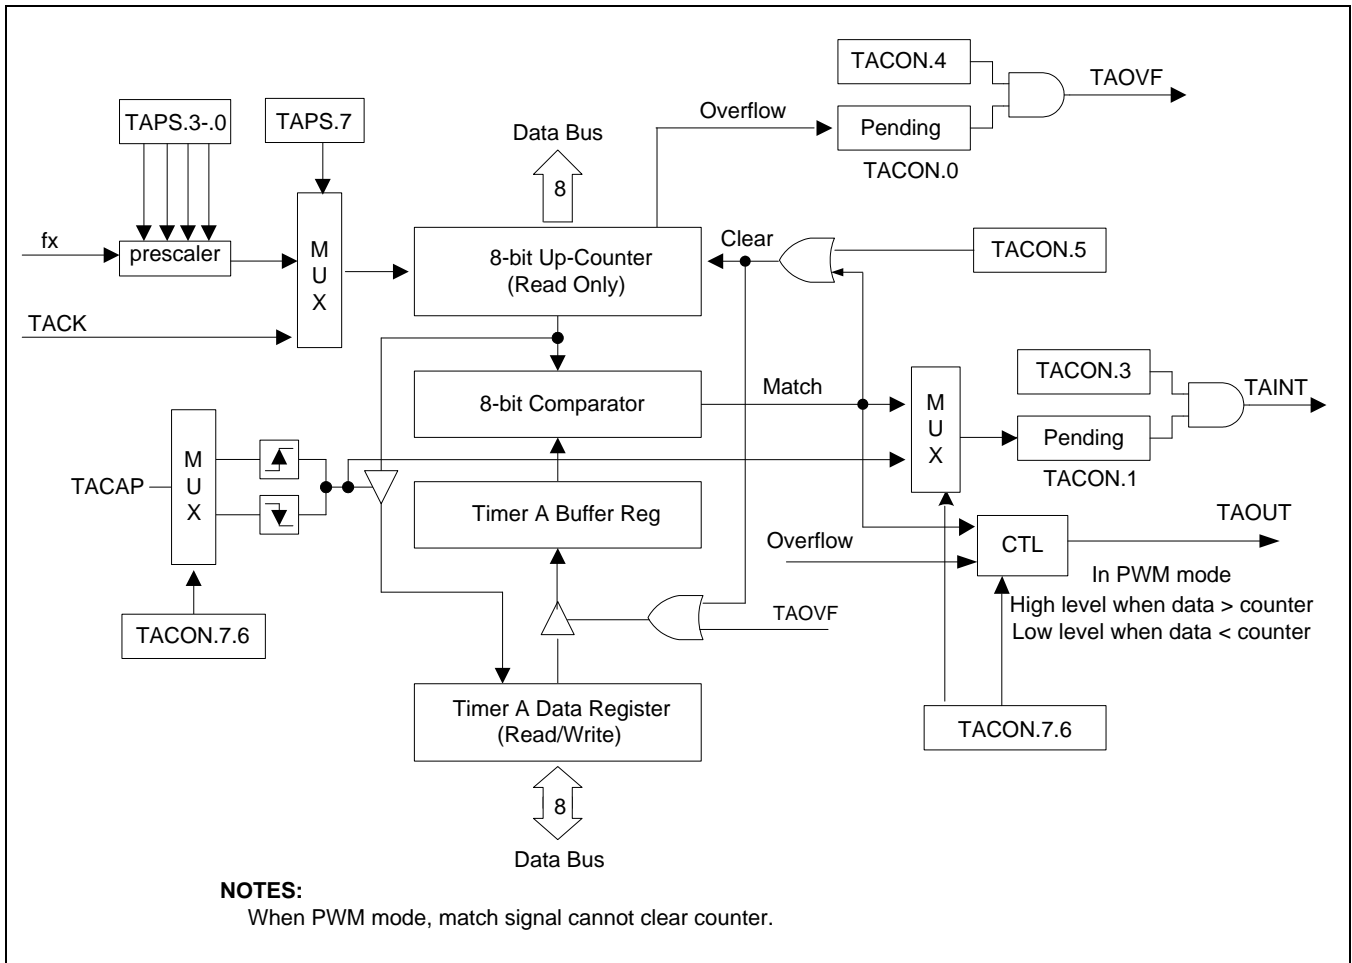 TACON.4
TAOVF
TAPS.3-.0
TAPS.7
Data Bus
Overflow
Pending
TACON.0
8
fx
prescaler
M
U
X
8-bit Up-Counter
(Read Only)
Clear
TACON.5
TACK
8-bit Comparator
Match
M
U
X
TACON.3
TAINT
Pending
TACON.1
TACAP
M
U
X
Timer A Buffer Reg
TAOUT
Overflow
CTL
In PWM mode
High level when data > counter
Low level when data < counter
TACON.7.6
TAOVF
Timer A Data Register
(Read/Write)
TACON.7.6
8
Data Bus
NOTES:
When PWM mode, match signal cannot clear counter.